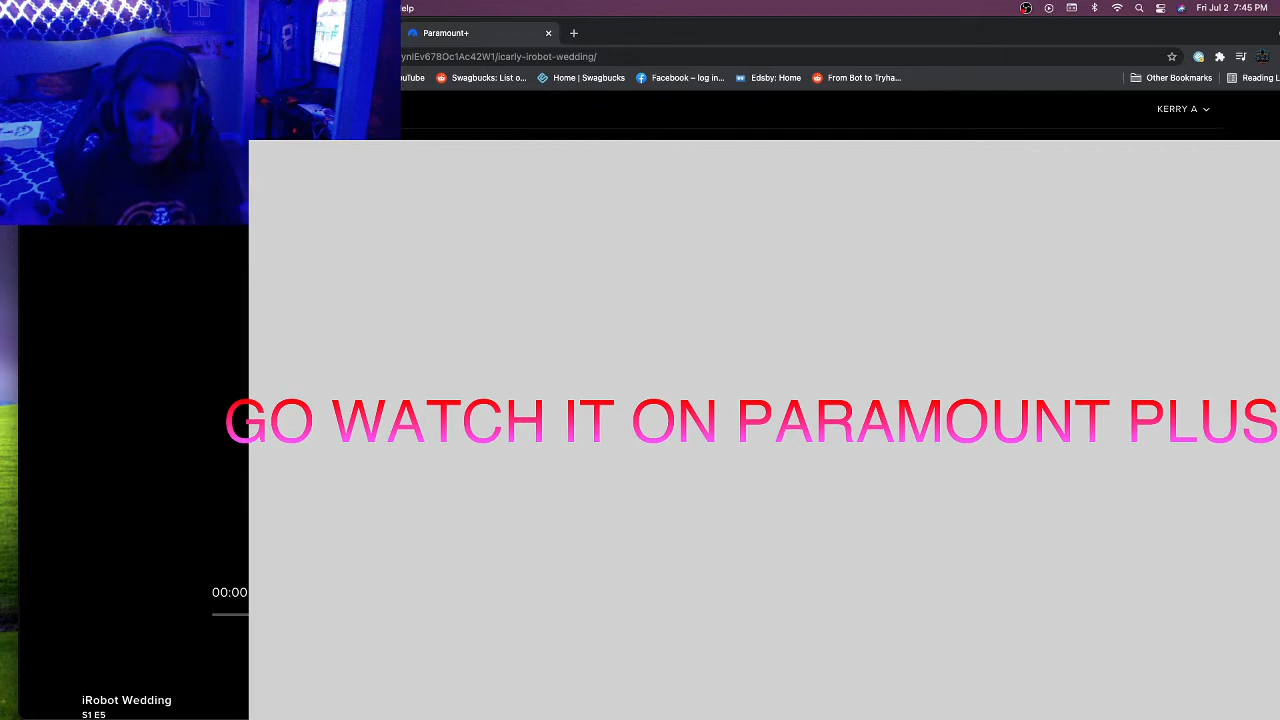 elp
Fri Jul 2 7:45 PM
Paramount+
ynIEv678Oc1Ac42W1/icarly-irobot-wedding/
uTube
Swagbucks: List o...
Home | Swagbucks
Facebook – log in...
Edsby: Home
From Bot to Tryha...
Other Bookmarks
Reading L
KERRY A
GO WATCH IT ON PARAMOUNT PLUS
00:00
iRobot Wedding
S1 E5